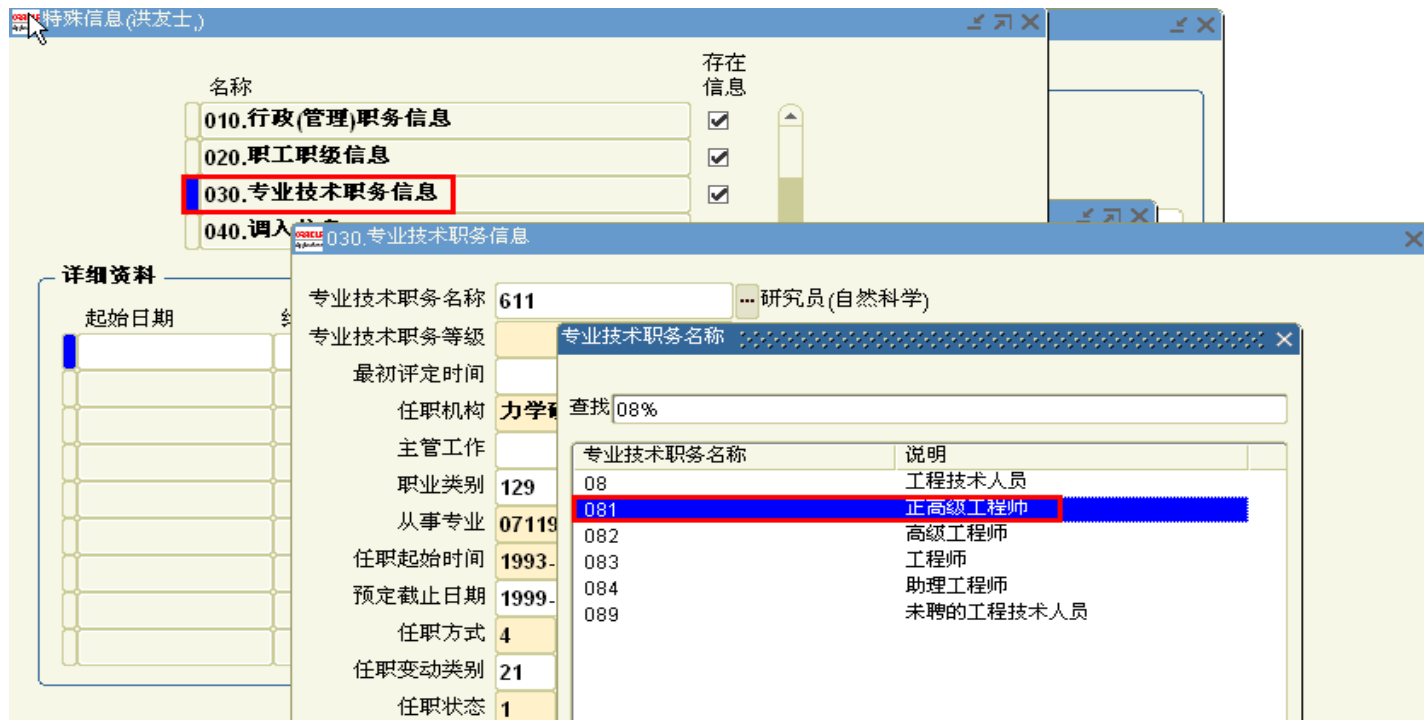 特殊信息(洪友士,)
存在
名称
信息
010.行政(管理)职务信息
020.职工职级信息
030.专业技术职务信息
040.调入
030.专业技术职务信息
详细资料
起始日期
专业技术职务名称 611 ... 研究员(自然科学)
专业技术职务等级
专业技术职务名称
最初评定时间
任职机构 力学
查找 08%
主管工作
专业技术职务名称 说明
职业类别 129
08 工程技术人员
081 正高级工程师
从事专业 07119
082 高级工程师
任职起始时间 1993-
083 工程师
084 助理工程师
预定截止日期 1999-
089 未聘的工程技术人员
任职方式 4
任职变动类别 21
任职状态 1